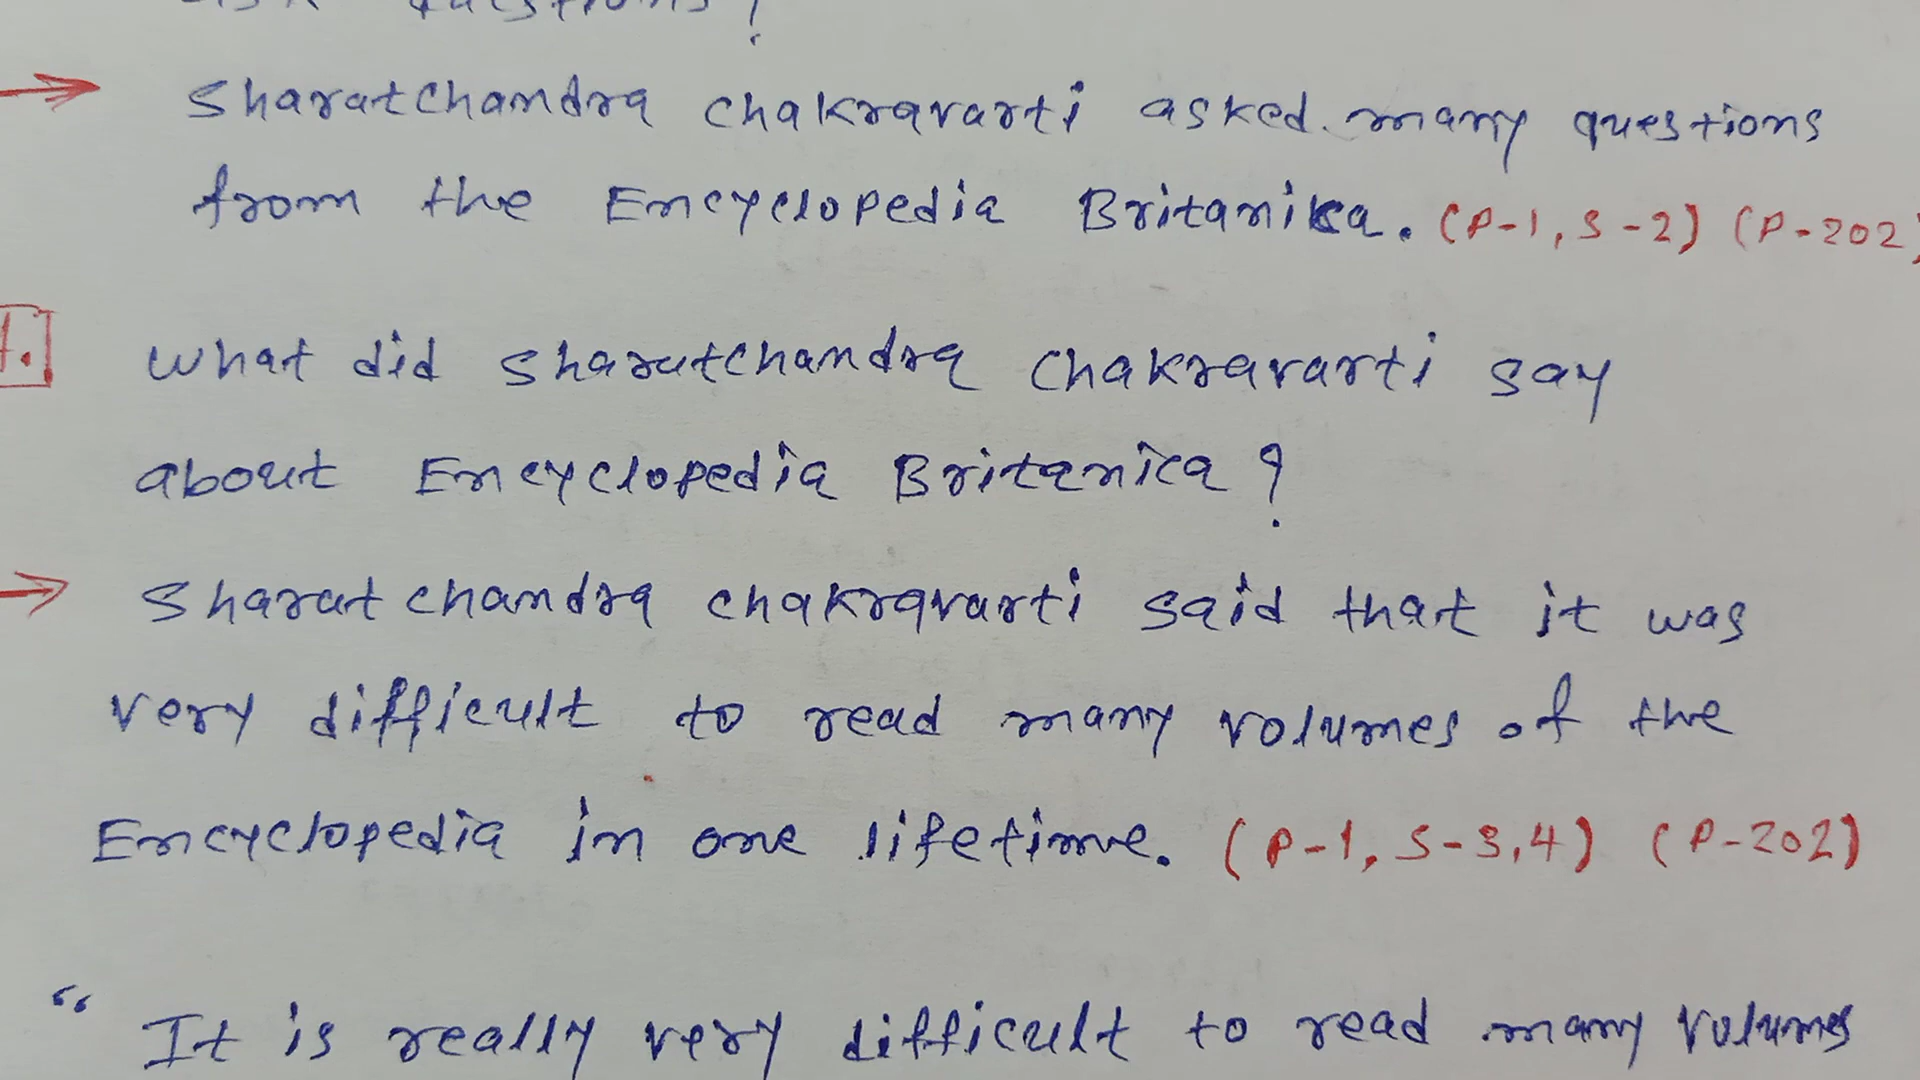 questions?
→ Sharatchandra Chakravarti asked many questions
from the Encyclopedia Britanika. (P-1, S-2) (P-202)
What did Sharatchandra Chakravarti say
about Encyclopedia Britanica?
→ Sharatchandra Chakravarti said that it was
very difficult to read many volumes of the
Encyclopedia in one lifetime. (P-1, S-3,4) (P-202)
“ It is really very difficult to read many volumes